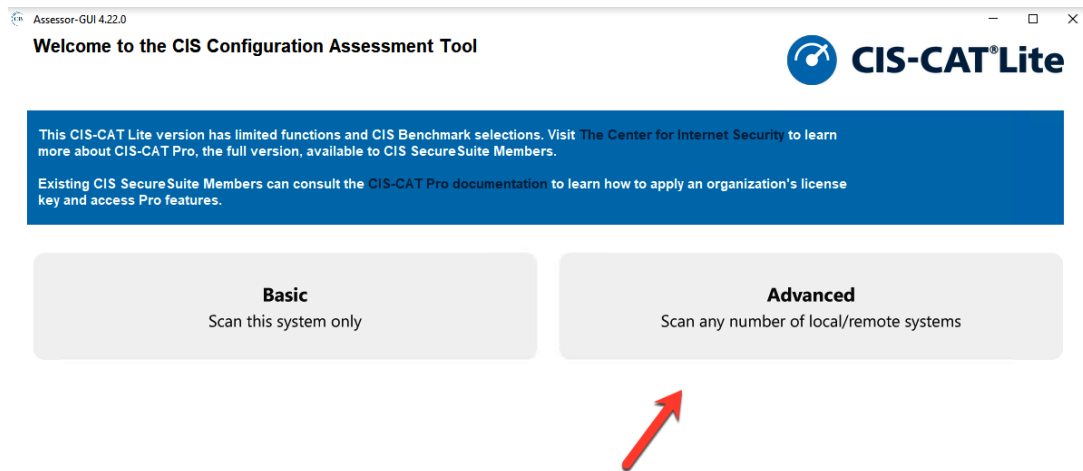 Assessor-GUI 4.22.0
Welcome to the CIS Configuration Assessment Tool
CIS-CAT®Lite
This CIS-CAT Lite version has limited functions and CIS Benchmark selections. Visit The Center for Internet Security to learn
more about CIS-CAT Pro, the full version, available to CIS SecureSuite Members.
Existing CIS SecureSuite Members can consult the CIS-CAT Pro documentation to learn how to apply an organization's license
key and access Pro features.
Basic
Scan this system only
Advanced
Scan any number of local/remote systems